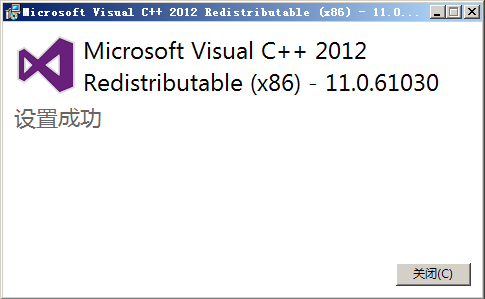 Microsoft Visual C++ 2012 Redistributable (x86) - 11.0...
Microsoft Visual C++ 2012
Redistributable (x86) - 11.0.61030
设置成功
关闭(C)